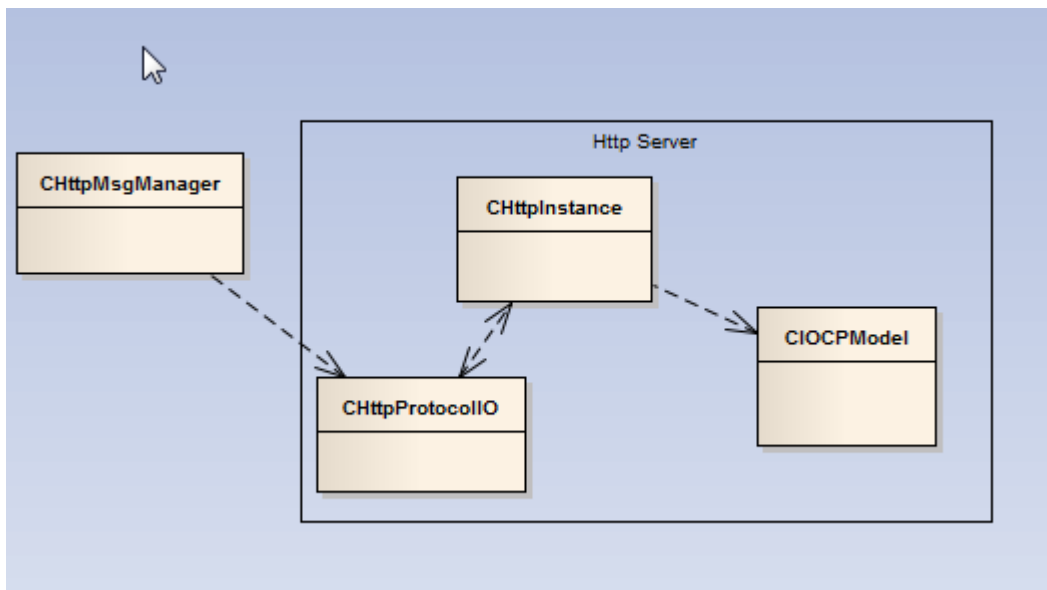 Http Server
CHttpMsgManager
CHttpInstance
CIOCPModel
CHttpProtocolIO